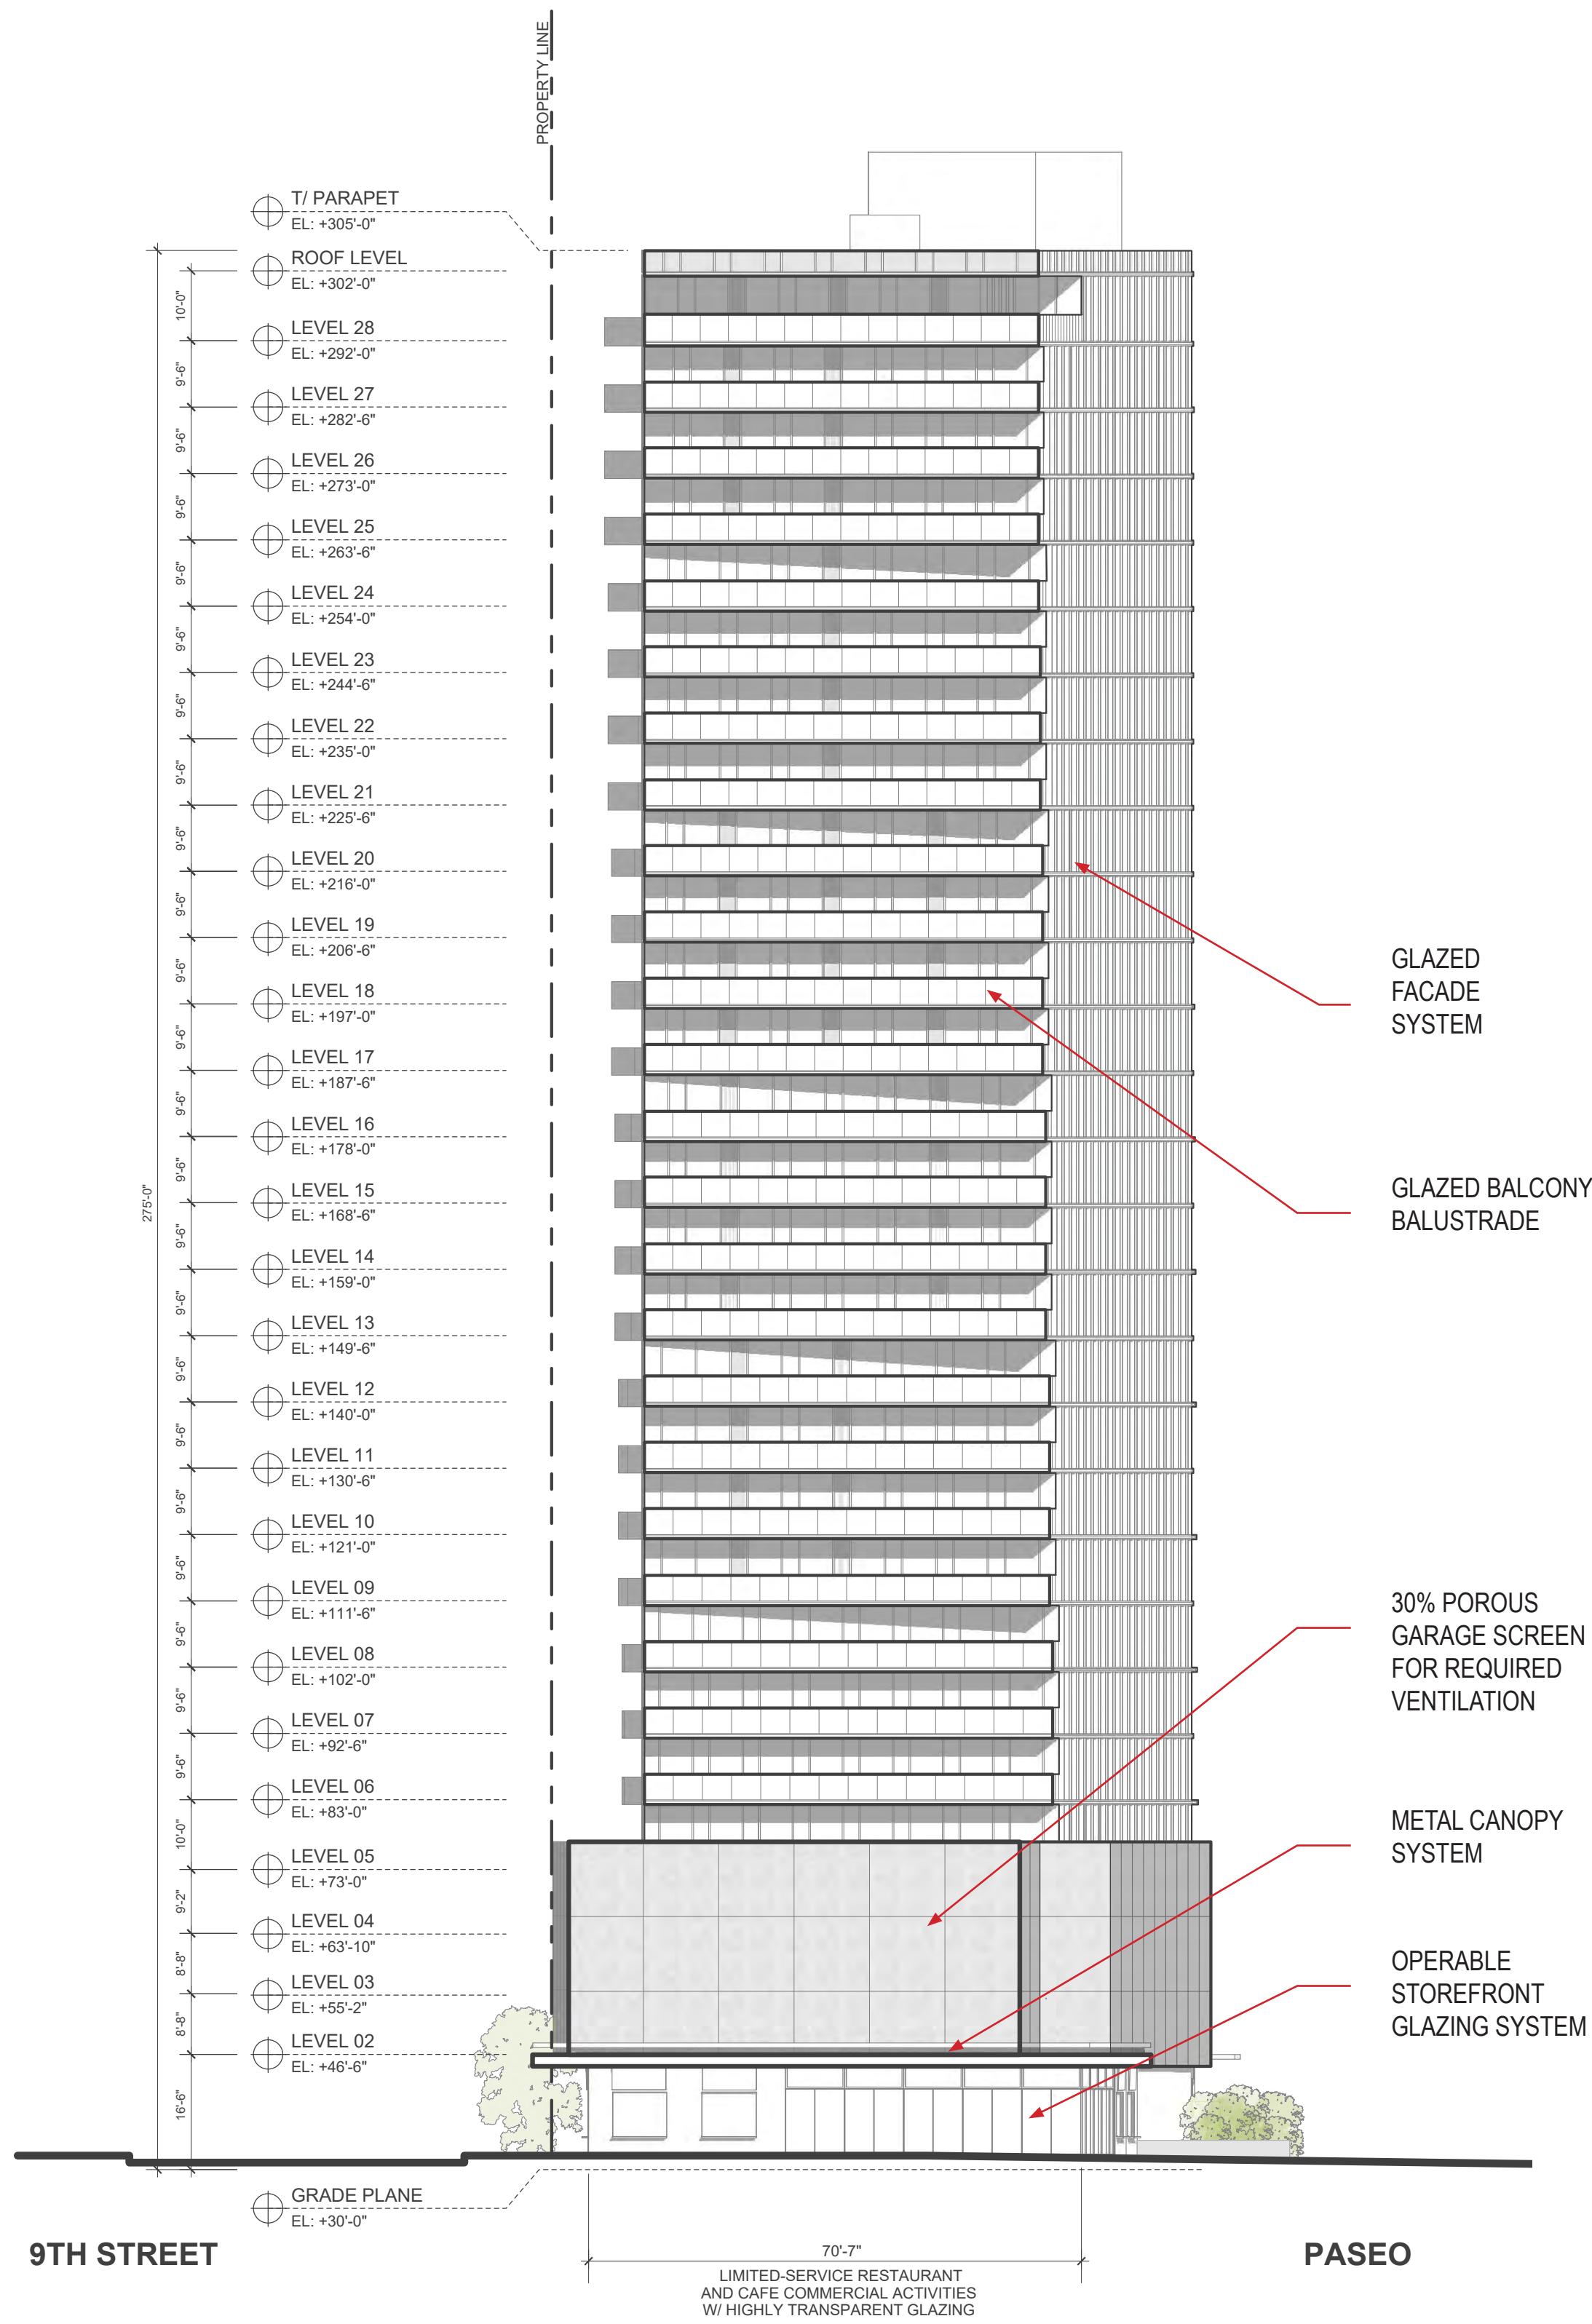 PROPERTY LINE
T/ PARAPET
EL: +305'-0"
ROOF LEVEL
EL: +302'-0"
10'-0"
LEVEL 28
EL: +292'-0"
9'-6"
LEVEL 27
EL: +282'-6"
9'-6"
LEVEL 26
EL: +273'-0"
9'-6"
LEVEL 25
EL: +263'-6"
9'-6"
LEVEL 24
EL: +254'-0"
9'-6"
LEVEL 23
EL: +244'-6"
9'-6"
LEVEL 22
EL: +235'-0"
9'-6"
LEVEL 21
EL: +225'-6"
9'-6"
LEVEL 20
EL: +216'-0"
9'-6"
LEVEL 19
EL: +206'-6"
9'-6"
LEVEL 18
EL: +197'-0"
9'-6"
LEVEL 17
EL: +187'-6"
9'-6"
LEVEL 16
EL: +178'-0"
9'-6"
LEVEL 15
EL: +168'-6"
275'-0"
9'-6"
LEVEL 14
EL: +159'-0"
9'-6"
LEVEL 13
EL: +149'-6"
9'-6"
LEVEL 12
EL: +140'-0"
9'-6"
LEVEL 11
EL: +130'-6"
9'-6"
LEVEL 10
EL: +121'-0"
9'-6"
LEVEL 09
EL: +111'-6"
9'-6"
LEVEL 08
EL: +102'-0"
9'-6"
LEVEL 07
EL: +92'-6"
9'-6"
LEVEL 06
EL: +83'-0"
10'-0"
LEVEL 05
EL: +73'-0"
9'-2"
LEVEL 04
EL: +63'-10"
8'-8"
LEVEL 03
EL: +55'-2"
8'-8"
LEVEL 02
EL: +46'-6"
16'-6"
GRADE PLANE
EL: +30'-0"
GLAZED
FACADE
SYSTEM
GLAZED BALCONY
BALUSTRADE
30% POROUS
GARAGE SCREEN
FOR REQUIRED
VENTILATION
METAL CANOPY
SYSTEM
OPERABLE
STOREFRONT
GLAZING SYSTEM
9TH STREET
70'-7"
LIMITED-SERVICE RESTAURANT
AND CAFE COMMERCIAL ACTIVITIES
W/ HIGHLY TRANSPARENT GLAZING
PASEO